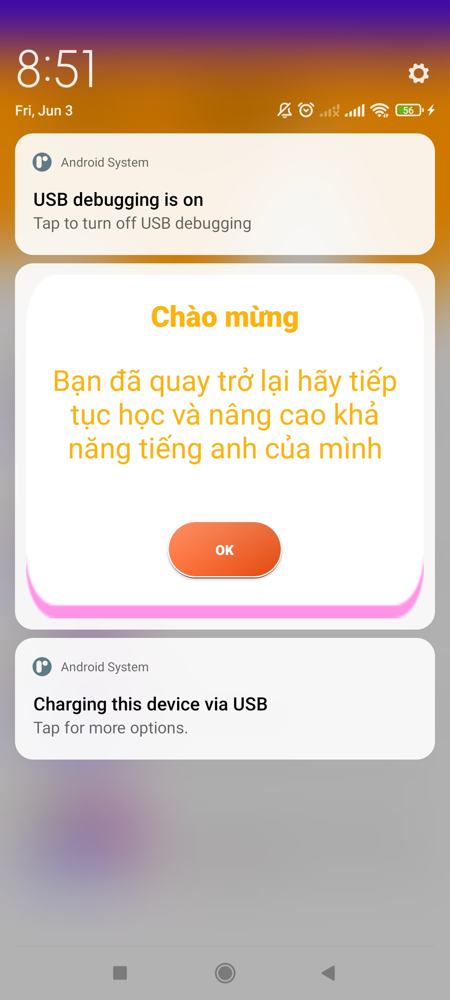 8:51
Fri, Jun 3
56
Android System
USB debugging is on
Tap to turn off USB debugging
Chào mừng
Bạn đã quay trở lại hãy tiếp
tục học và nâng cao khả
năng tiếng anh của mình
OK
Android System
Charging this device via USB
Tap for more options.